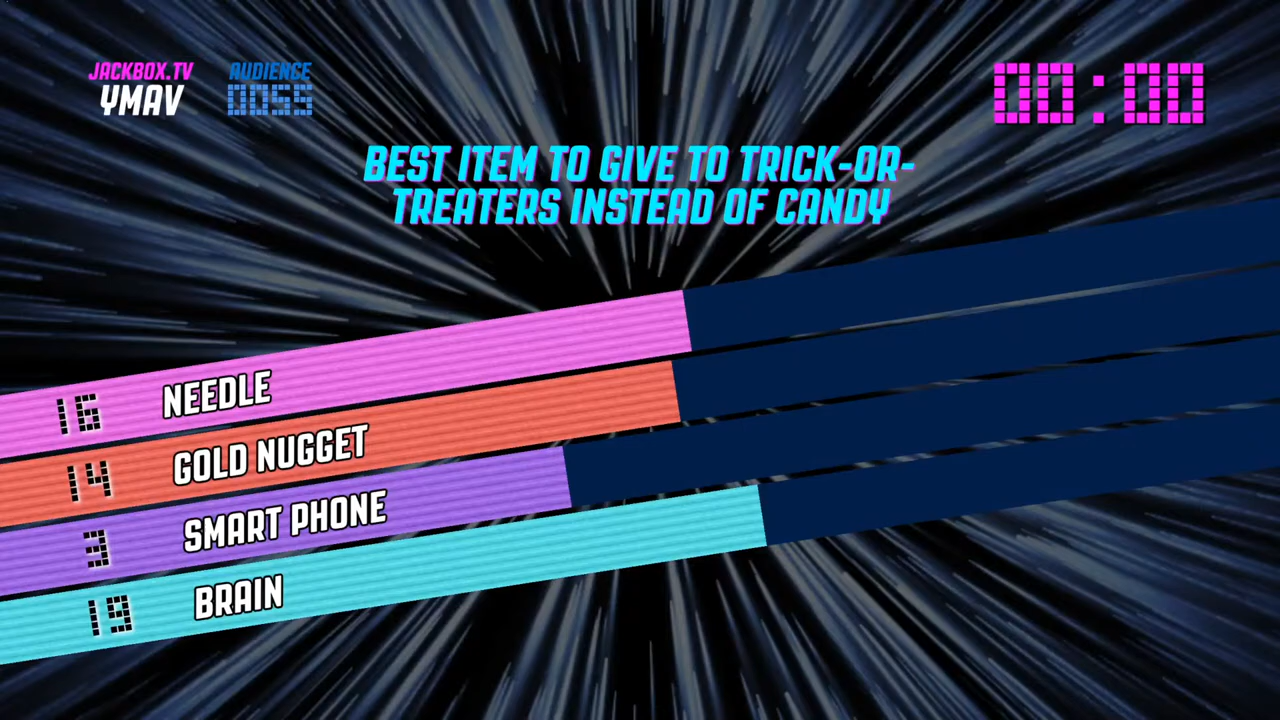 JACKBOX.TV
YMAV
AUDIENCE
0055
00:00
BEST ITEM TO GIVE TO TRICK-OR-
TREATERS INSTEAD OF CANDY
16 NEEDLE
14 GOLD NUGGET
3 SMART PHONE
19 BRAIN